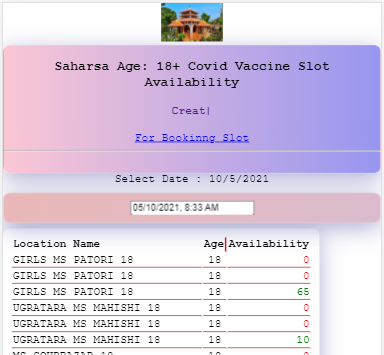 Saharsa Age: 18+ Covid Vaccine Slot
Availability
Creat|
For Bookinng Slot
Select Date : 10/5/2021
05/10/2021, 8:33 AM
Location Name Age Availability
GIRLS MS PATORI 18 18 0
GIRLS MS PATORI 18 18 0
GIRLS MS PATORI 18 18 65
UGRATARA MS MAHISHI 18 18 0
UGRATARA MS MAHISHI 18 18 0
UGRATARA MS MAHISHI 18 18 10